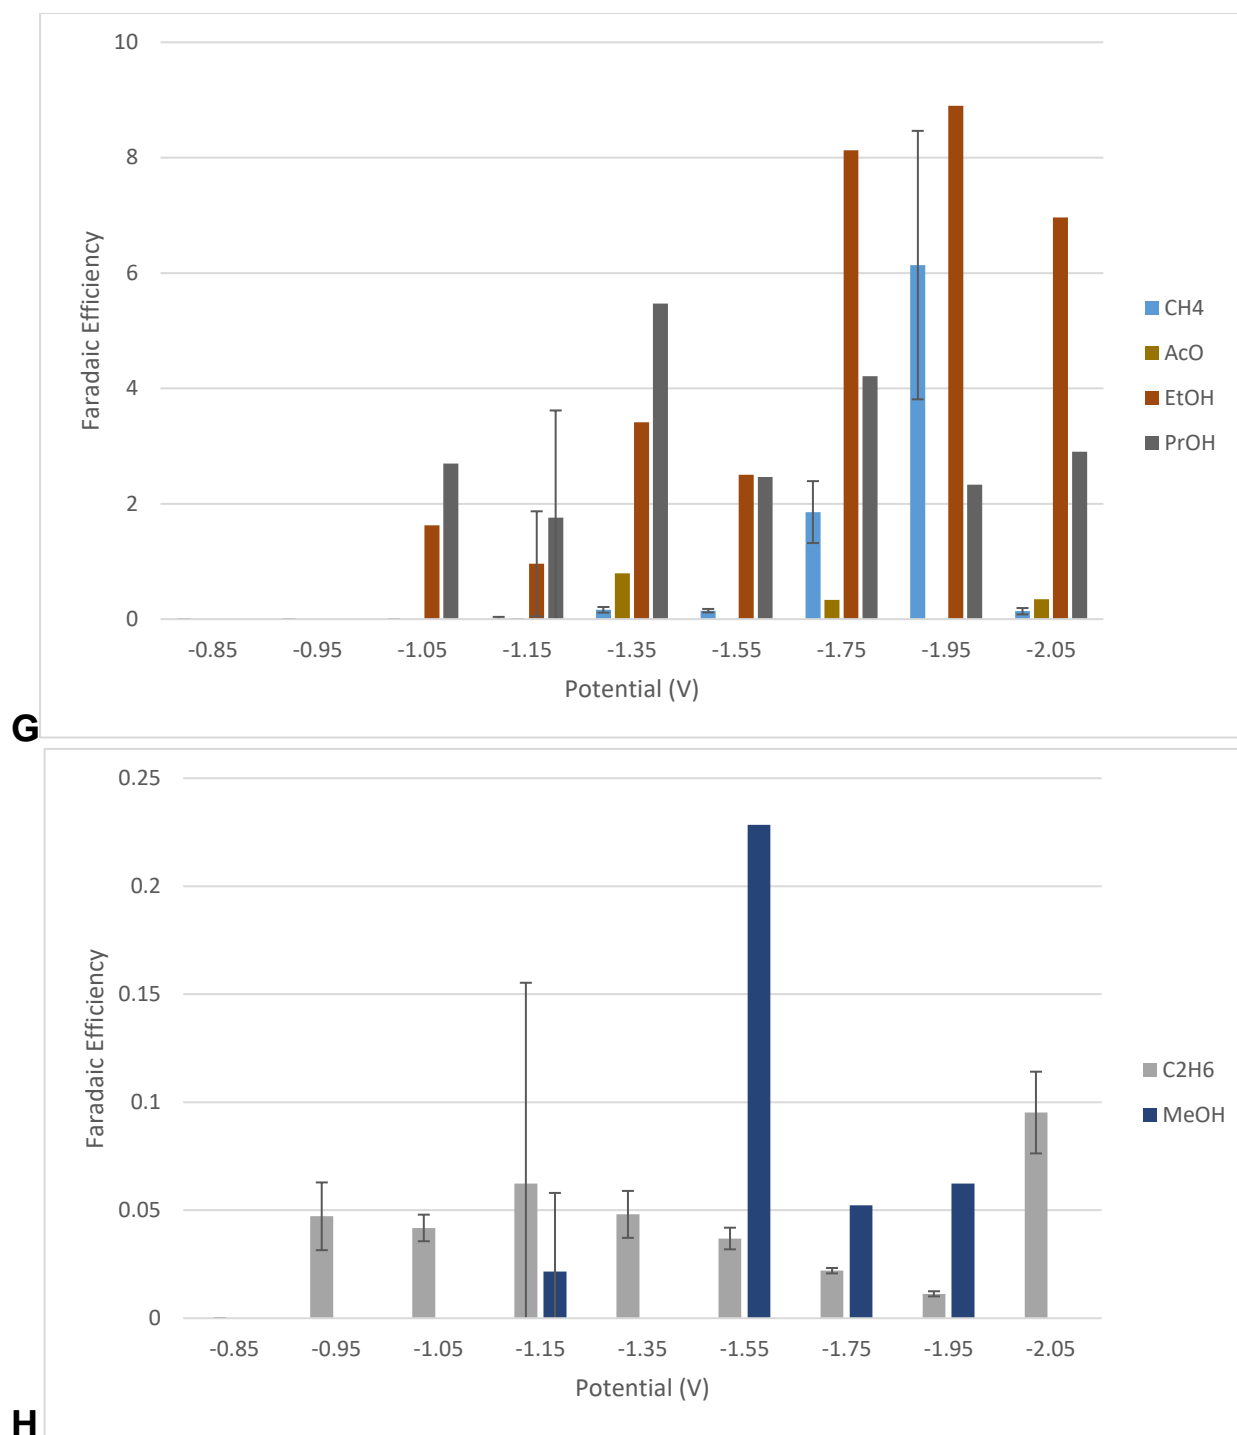 10
8
6
4
2
0
Faradaic Efficiency
-0.85 -0.95 -1.05 -1.15 -1.35 -1.55 -1.75 -1.95 -2.05
Potential (V)
CH4
AcO
EtOH
PrOH
G
0.25
0.2
0.15
0.1
0.05
0
Faradaic Efficiency
-0.85 -0.95 -1.05 -1.15 -1.35 -1.55 -1.75 -1.95 -2.05
Potential (V)
C2H6
MeOH
H